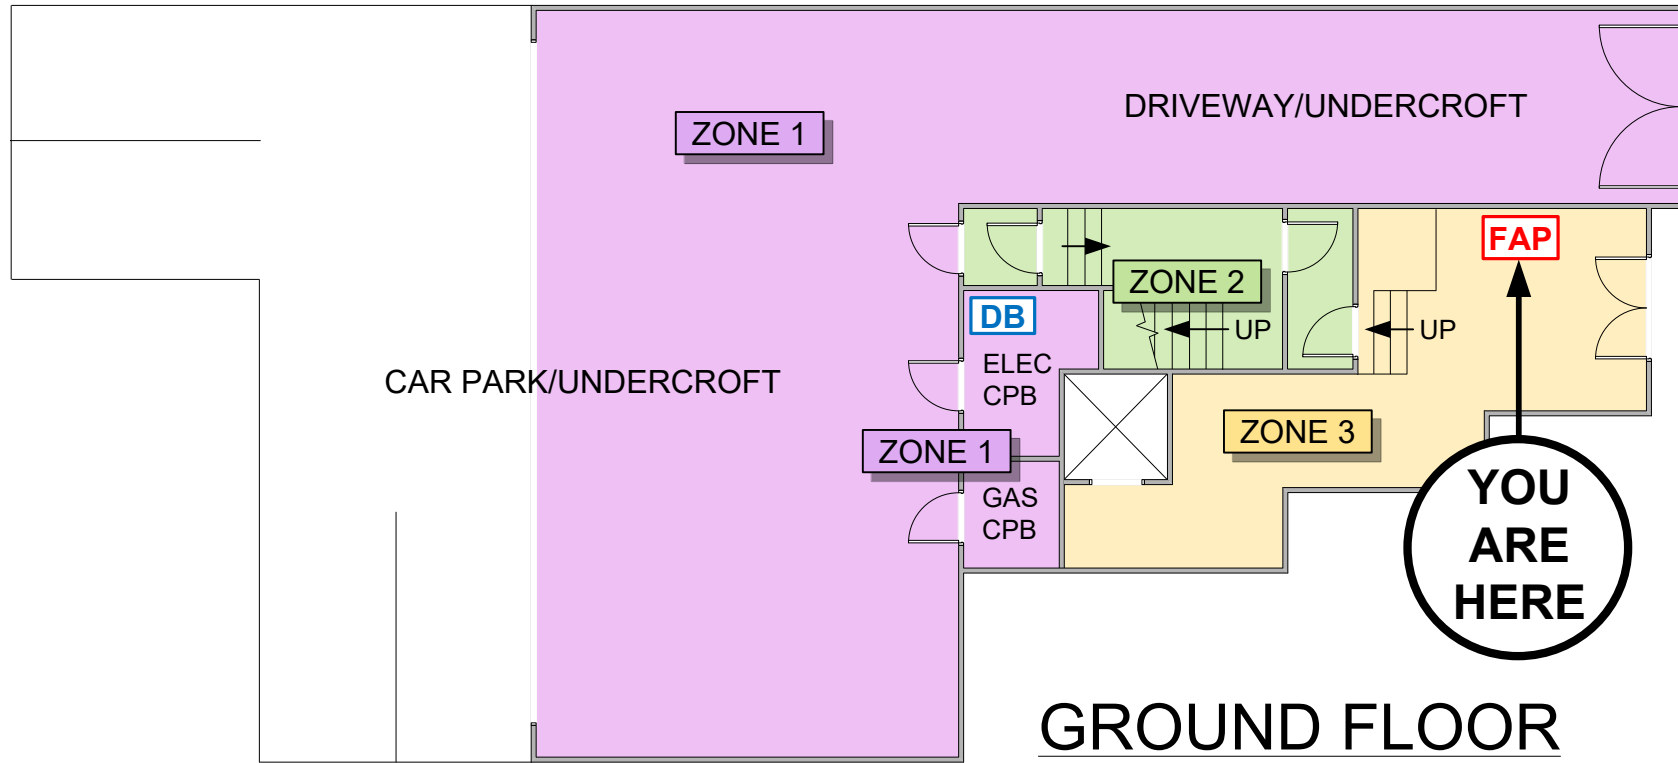 DRIVEWAY/UNDERCROFT
ZONE 1
FAP
ZONE 2
DB
UP
UP
ELEC
CPB
CAR PARK/UNDERCROFT
ZONE 3
ZONE 1
GAS
CPB
YOU
ARE
HERE
GROUND FLOOR